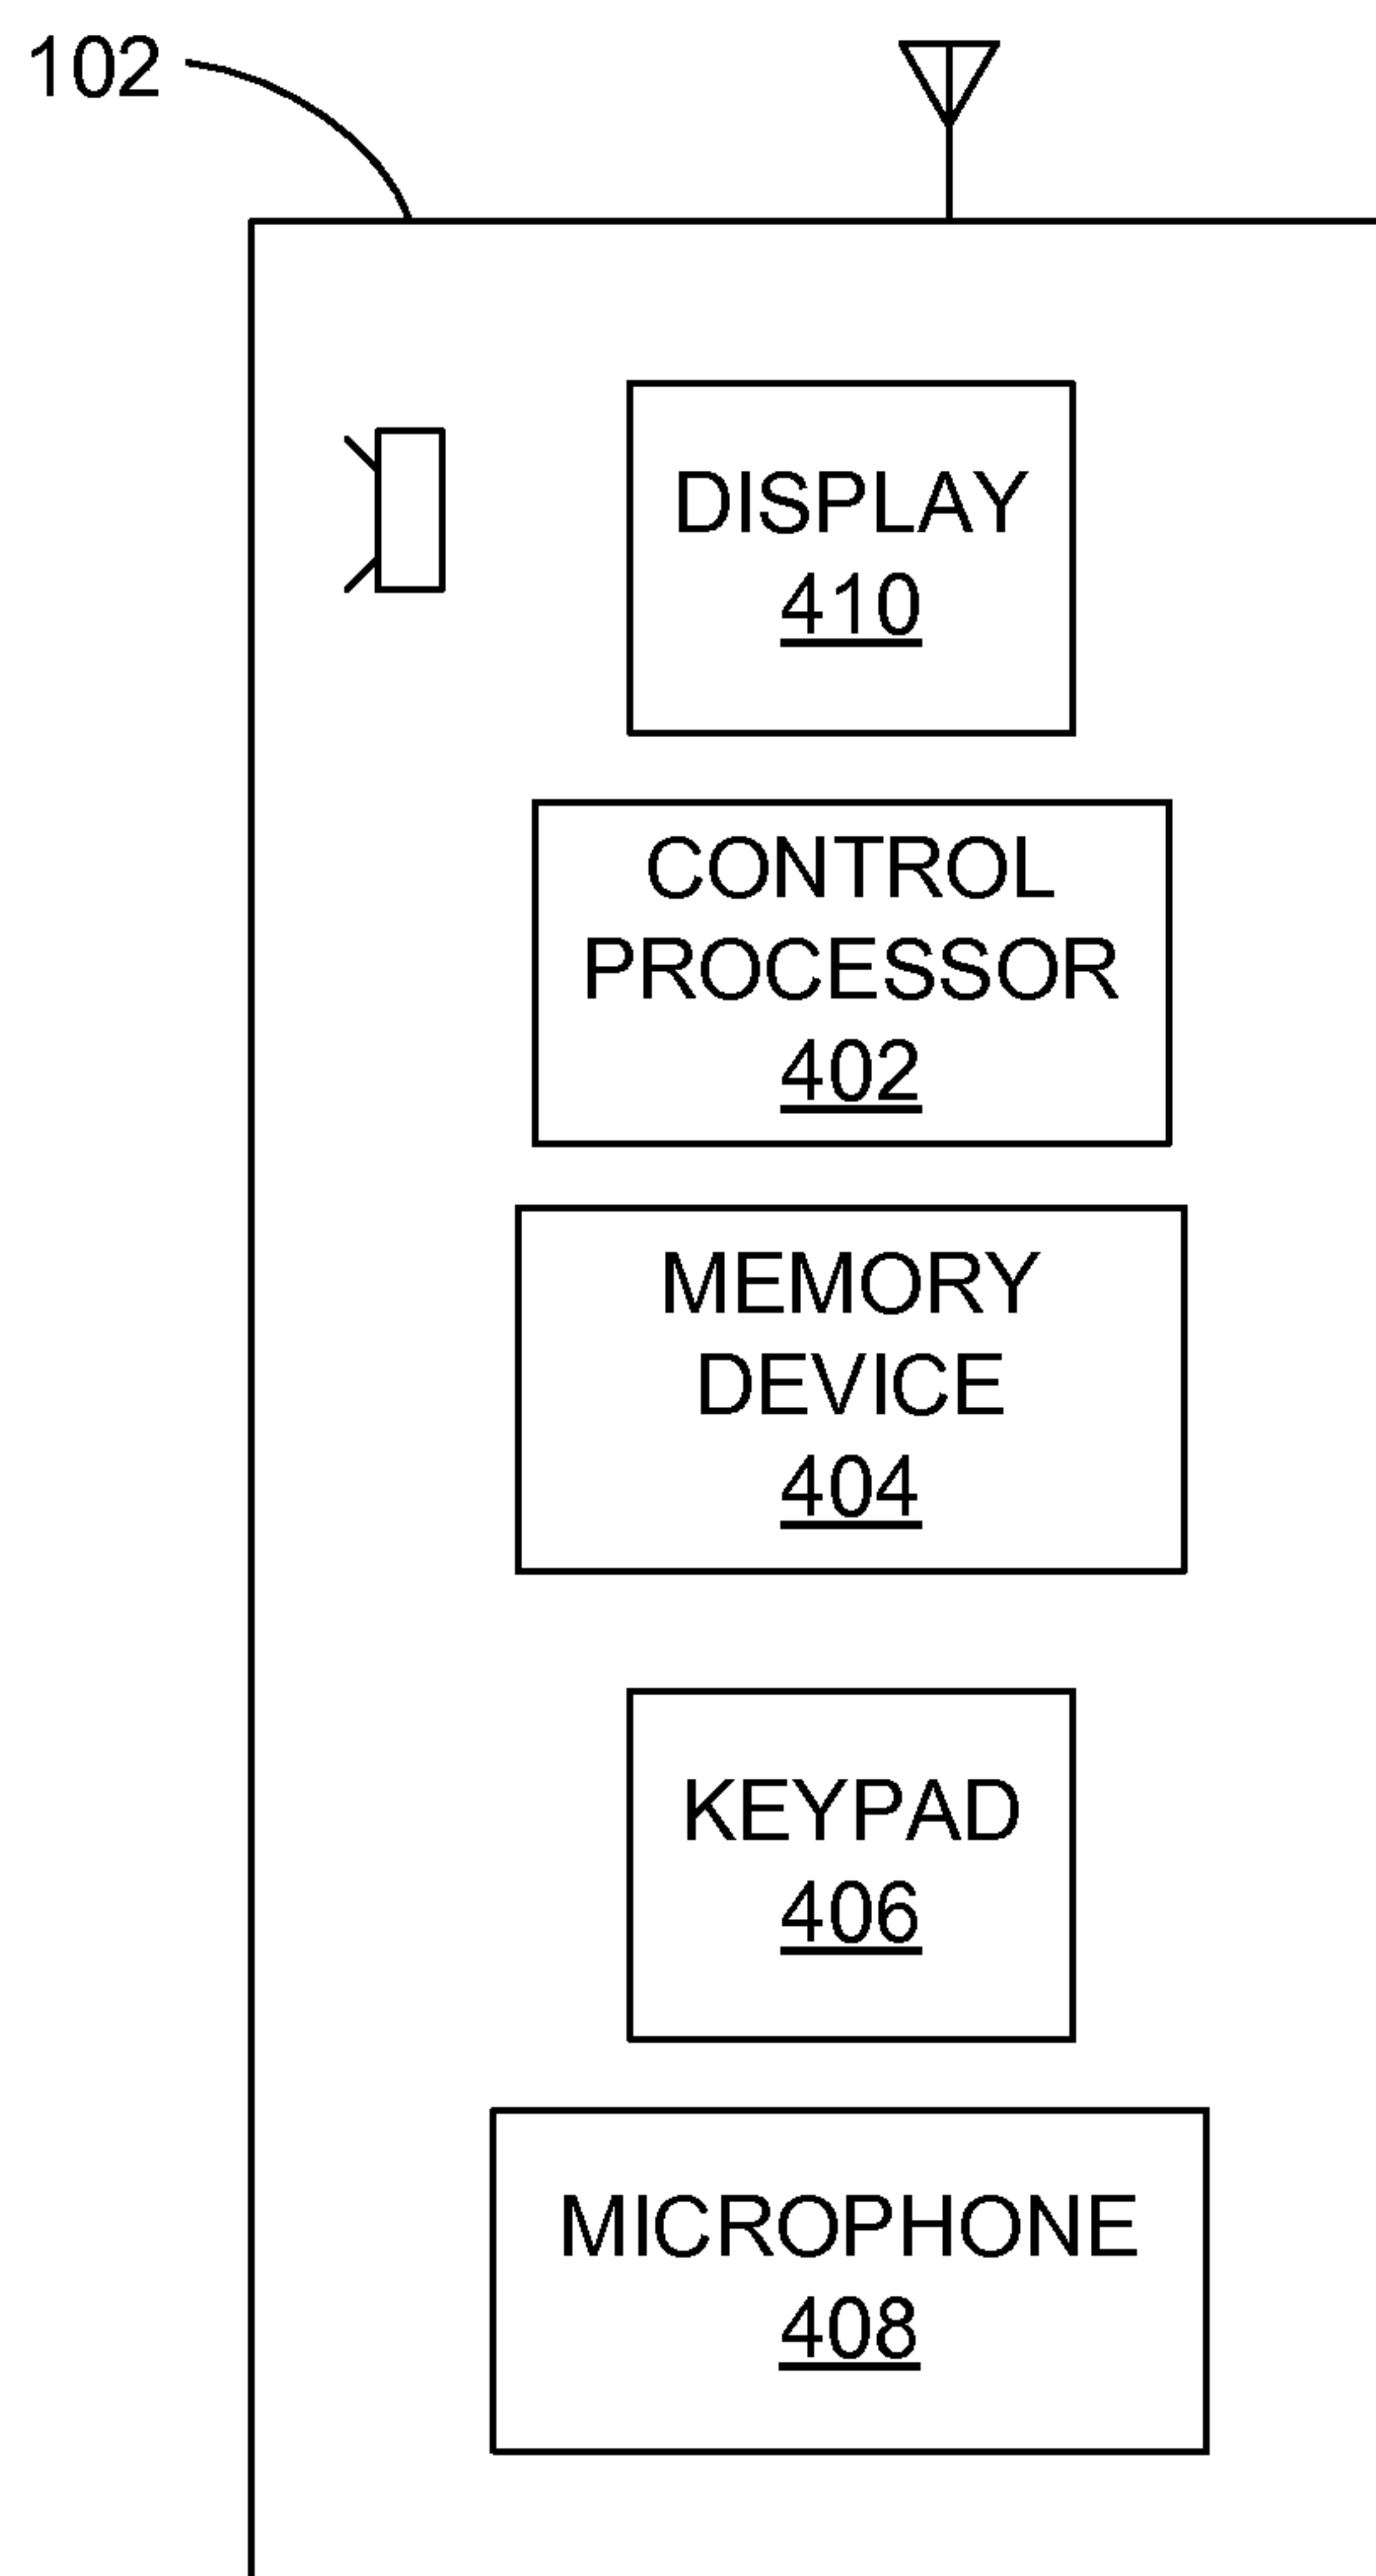 102
DISPLAY
410
CONTROL
PROCESSOR
402
MEMORY
DEVICE
404
KEYPAD
406
MICROPHONE
408